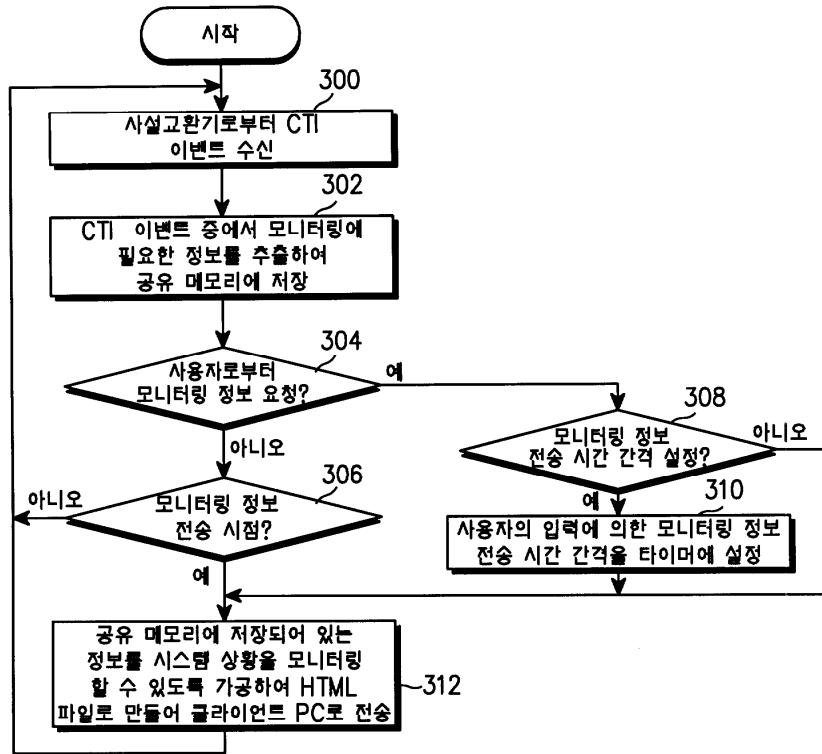 시작
300
사설교환기로부터 CTI
이벤트 수신
302
CTI 이벤트 중에서 모니터링에
필요한 정보를 추출하여
공유 메모리에 저장
304
사용자로부터
모니터링 정보 요청?
예
아니오
308
모니터링 정보
전송 시간 간격 설정?
아니오
예
306
모니터링 정보
전송 시점?
아니오
예
310
사용자의 입력에 의한 모니터링 정보
전송 시간 간격을 타이머에 설정
공유 메모리에 저장되어 있는
정보를 시스템 상황을 모니터링
할 수 있도록 가공하여 HTML
파일로 만들어 클라이언트 PC로 전송
312